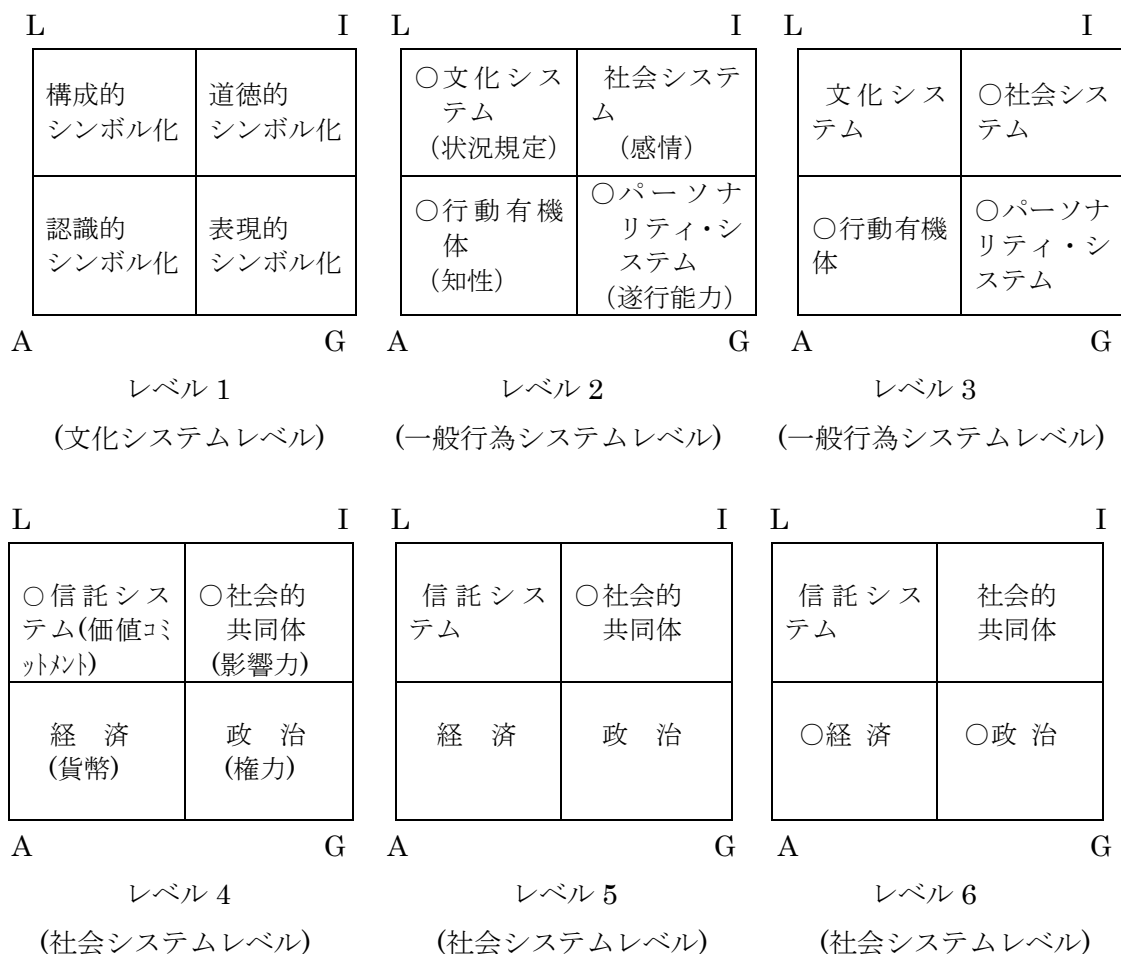 L I
構成的
シンボル化
道徳的
シンボル化
認識的
シンボル化
表現的
シンボル化
A G
レベル 1
(文化システムレベル)
L I
○文化シス
テム
(状況規定)
社会システ
ム
(感情)
○行動有機
体
(知性)
○パーソナ
リティ・シ
ステム
(遂行能力)
A G
レベル 2
(一般行為システムレベル)
L I
文化シス
テム
○社会シス
テム
○行動有機
体
○パーソナ
リティ・シ
ステム
A G
レベル 3
(一般行為システムレベル)
L I
○信託シス
テム(価値ｺﾐ
ｯﾄﾒﾝﾄ)
○社会的
共同体
(影響力)
経 済
(貨幣)
政 治
(権力)
A G
レベル 4
(社会システムレベル)
L I
信託シス
テム
○社会的
共同体
経 済
政 治
A G
レベル 5
(社会システムレベル)
L I
信託シス
テム
社会的
共同体
○経 済
○政 治
A G
レベル 6
(社会システムレベル)